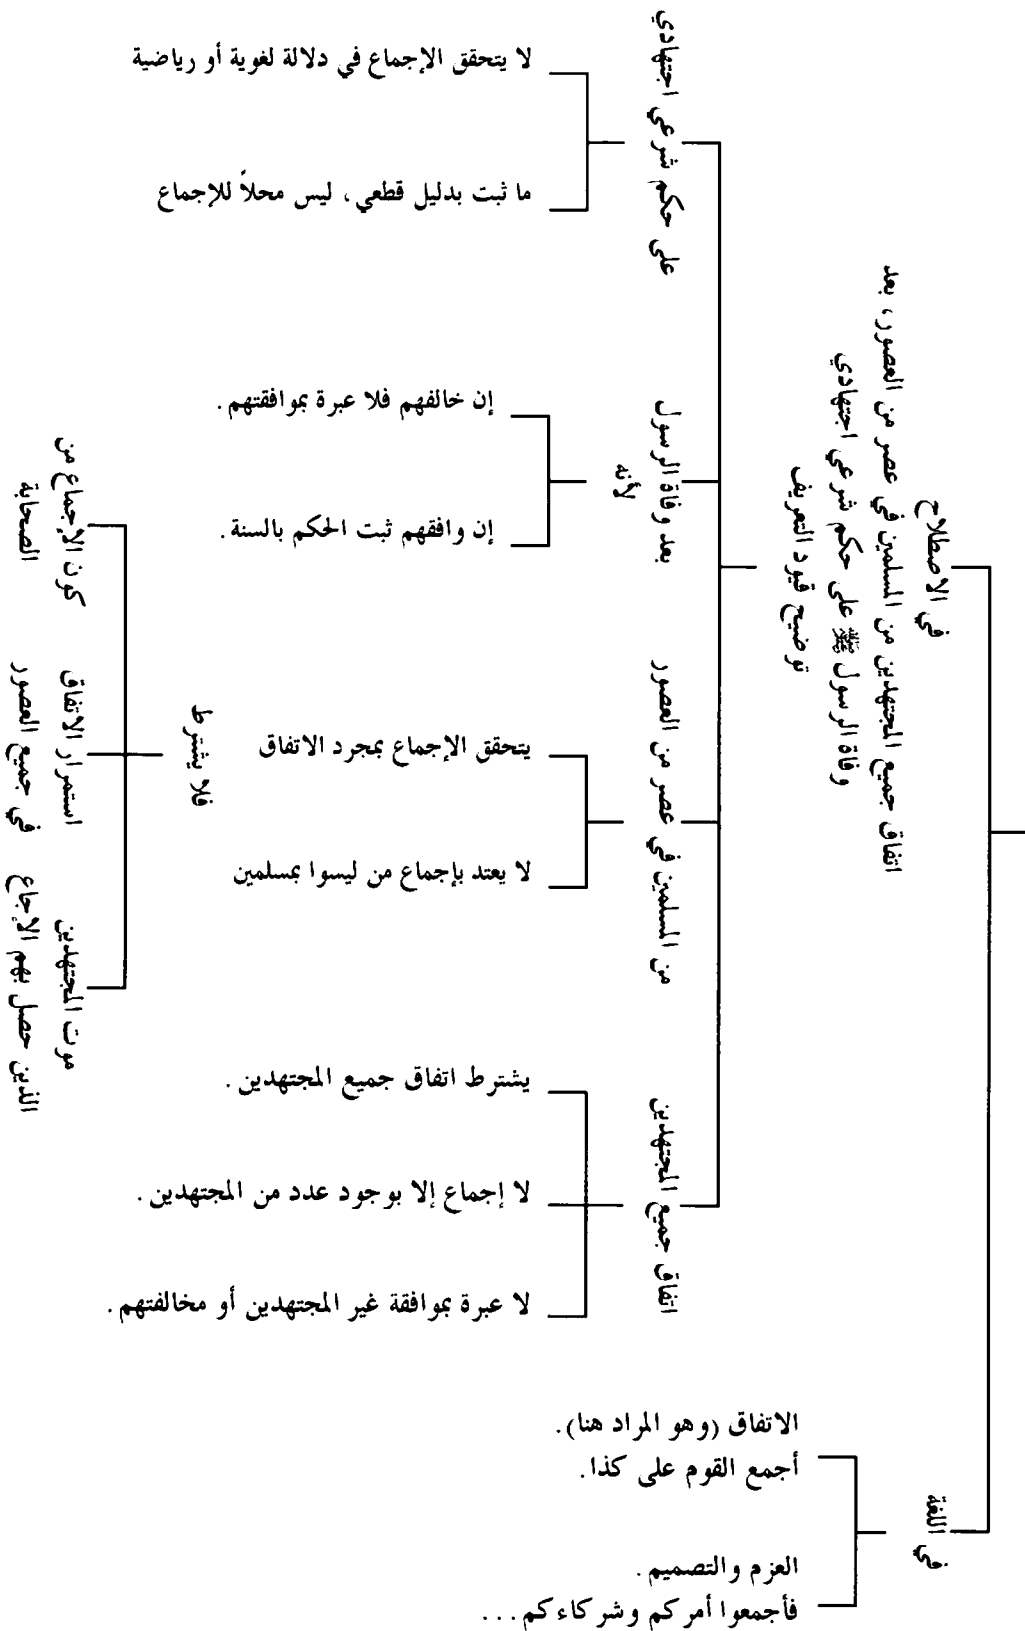 في اللغة
الاتفاق (وهو المراد هنا).
أجمع القوم على كذا.
العزم والتصميم.
فأجمعوا أمركم وشركاءكم...
في الاصطلاح
اتفاق جميع المجتهدين من المسلمين في عصر من العصور، بعد
وفاة الرسول ﷺ على حكم شرعي اجتهادي
توضيح قيود التعريف
اتفاق جميع المجتهدين
يشترط اتفاق جميع المجتهدين.
لا إجماع إلا بوجود عدد من المجتهدين.
لا عبرة بموافقة غير المجتهدين أو مخالفتهم.
من المسلمين في عصر من العصور
يتحقق الإجماع بمجرد الاتفاق
لا يعتد بإجماع من ليسوا بمسلمين
فلا يشترط
موت المجتهدين
الذين حصل بهم الإجاع
استمرار الاتفاق
في جميع العصور
كون الإجماع من
الصحابة
بعد وفاة الرسول
لأنه
إن خالفهم فلا عبرة بموافقتهم.
إن وافقهم ثبت الحكم بالسنة.
على حكم شرعي اجتهادي
لا يتحقق الإجماع في دلالة لغوية أو رياضية
ما ثبت بدليل قطعي، ليس محلاً للإجماع